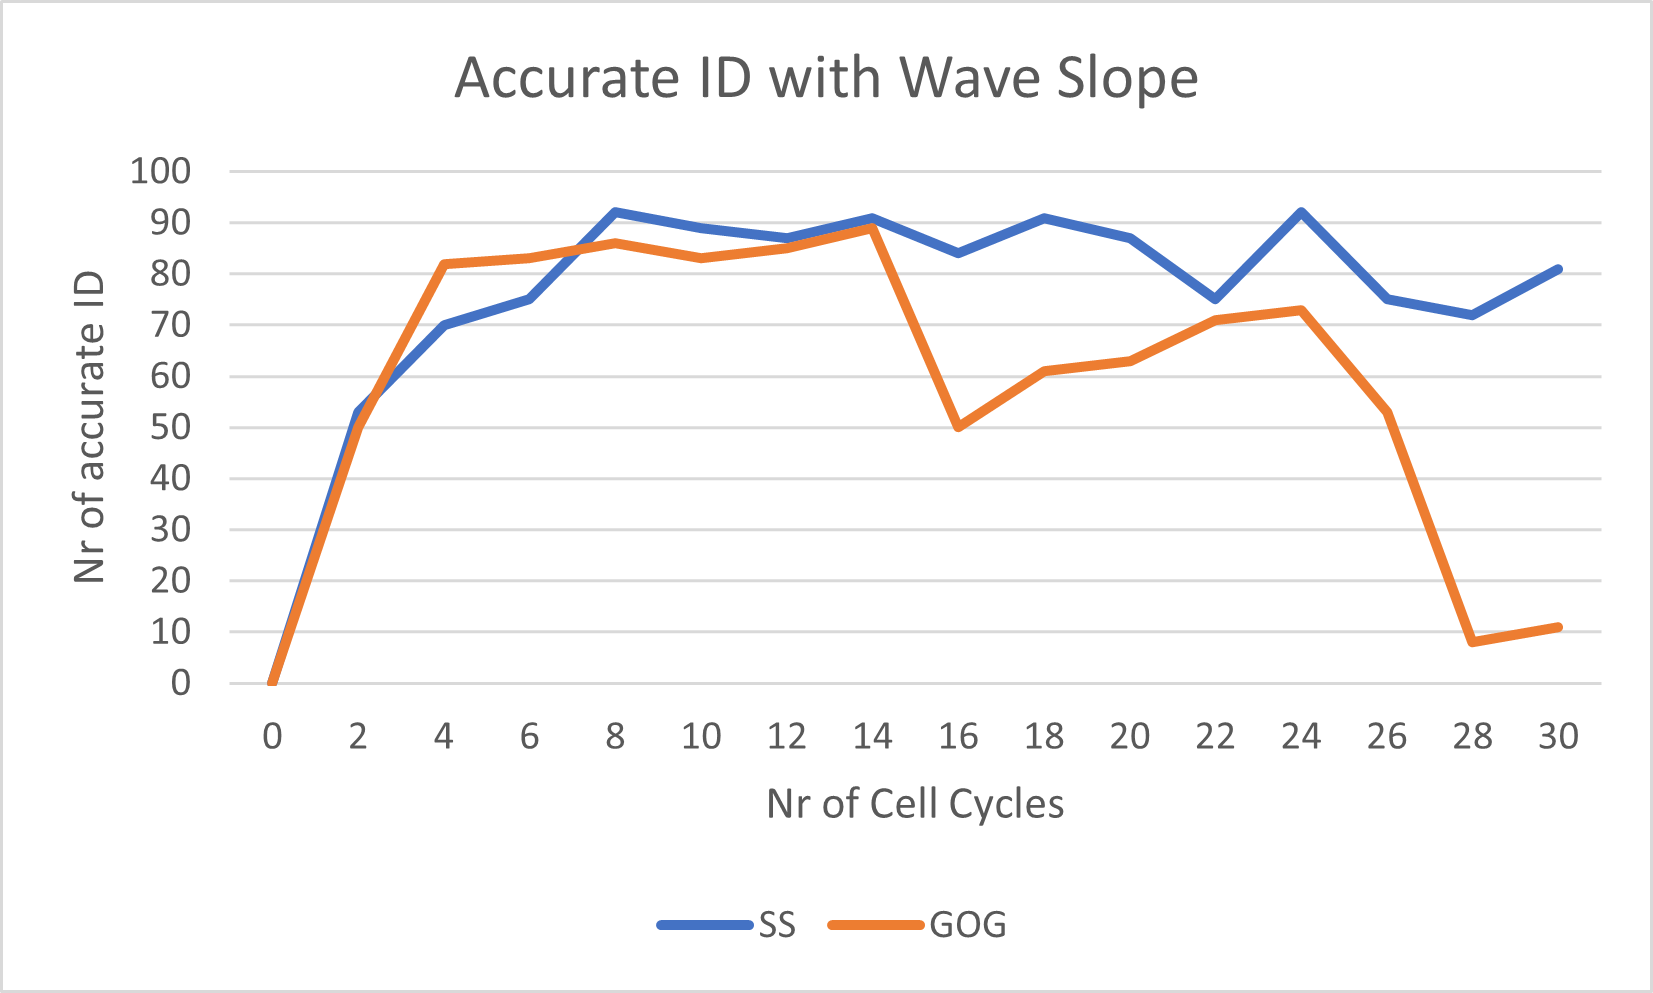 Accurate ID with Wave Slope
Nr of accurate ID
100
90
80
70
60
50
40
30
20
10
0
0 2 4 6 8 10 12 14 16 18 20 22 24 26 28 30
Nr of Cell Cycles
SS GOG